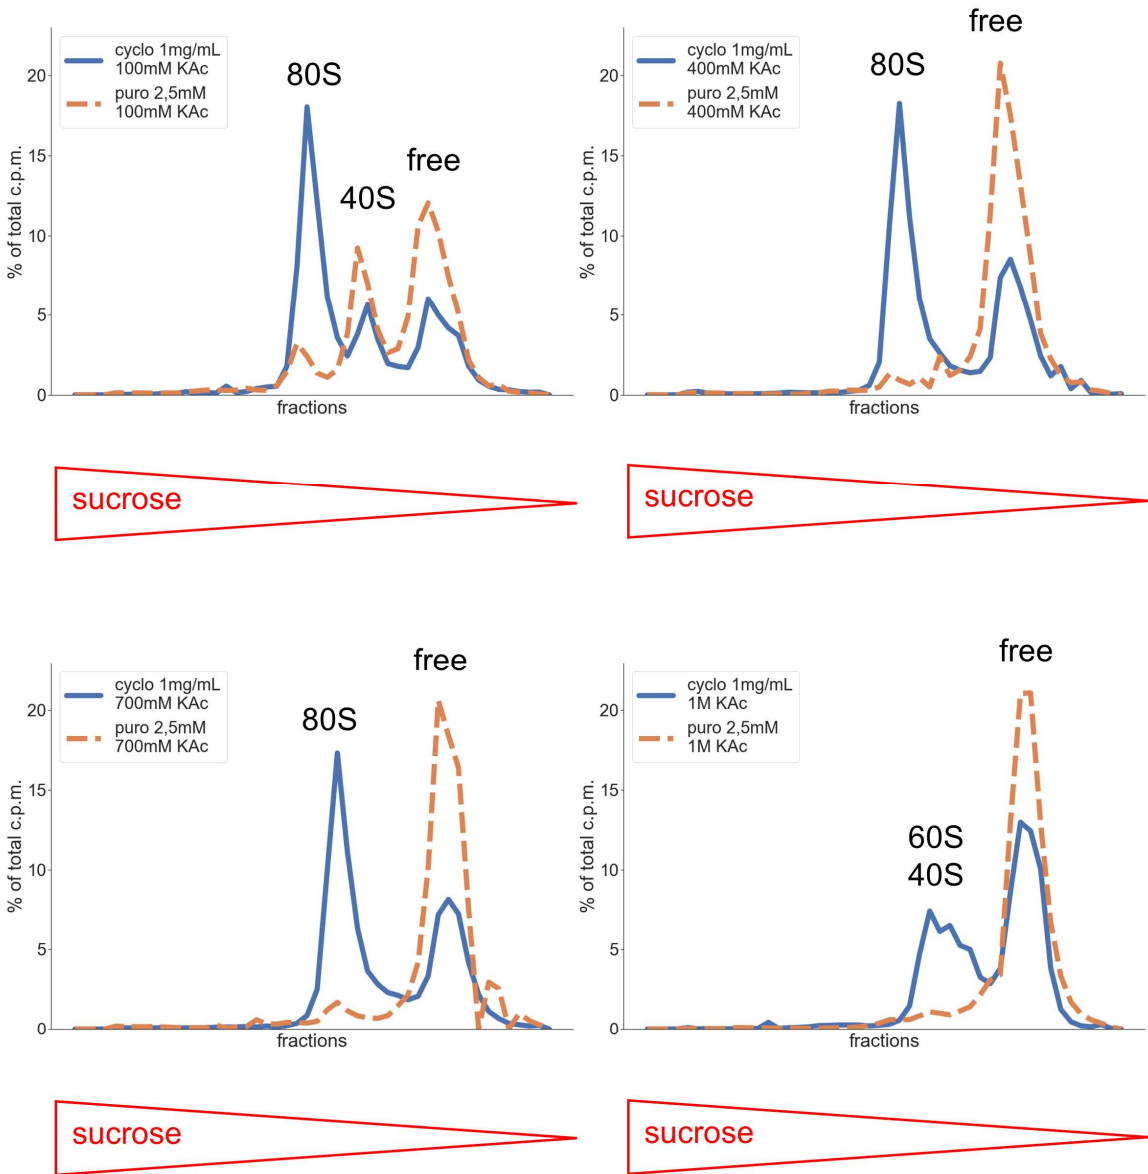 cyclo 1mg/mL
100mM KAc
puro 2,5mM
100mM KAc
80S
40S
free
% of total c.p.m.
20
15
10
5
0
fractions
sucrose
cyclo 1mg/mL
400mM KAc
puro 2,5mM
400mM KAc
80S
free
% of total c.p.m.
20
15
10
5
0
fractions
sucrose
cyclo 1mg/mL
700mM KAc
puro 2,5mM
700mM KAc
80S
free
% of total c.p.m.
20
15
10
5
0
fractions
sucrose
cyclo 1mg/mL
1M KAc
puro 2,5mM
1M KAc
60S
40S
free
% of total c.p.m.
20
15
10
5
0
fractions
sucrose